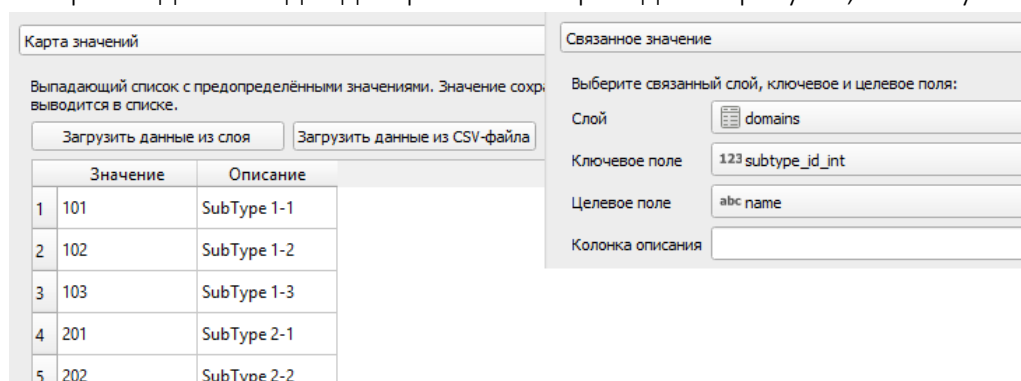 Карта значений
Выпадающий список с предопределёнными значениями. Значение
выводится в списке.
Загрузить данные из слоя
Загрузить данные из CSV-файла
Значение Описание
1 101 SubType 1-1
2 102 SubType 1-2
3 103 SubType 1-3
4 201 SubType 2-1
5 202 SubType 2-2
Связанное значение
Выберите связанный слой, ключевое и целевое поля:
Слой domains
Ключевое поле 123 subtype_id_int
Целевое поле abc name
Колонка описания